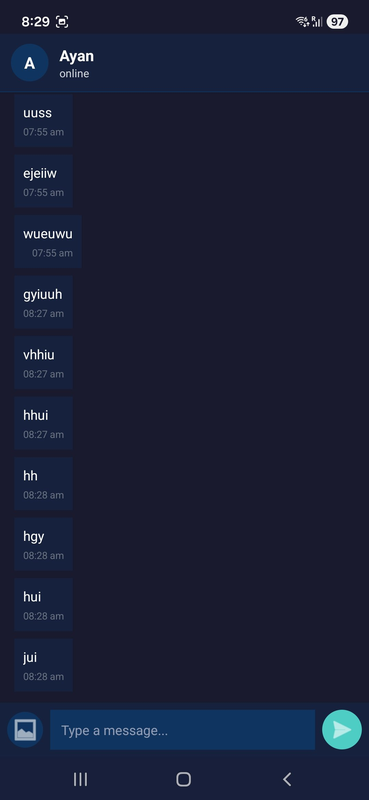 8:29
97
A
Ayan
online
uuss
07:55 am
ejeiiw
07:55 am
wueuwu
07:55 am
gyiuuh
08:27 am
vhhiu
08:27 am
hhui
08:27 am
hh
08:28 am
hgy
08:28 am
hui
08:28 am
jui
08:28 am
Type a message...